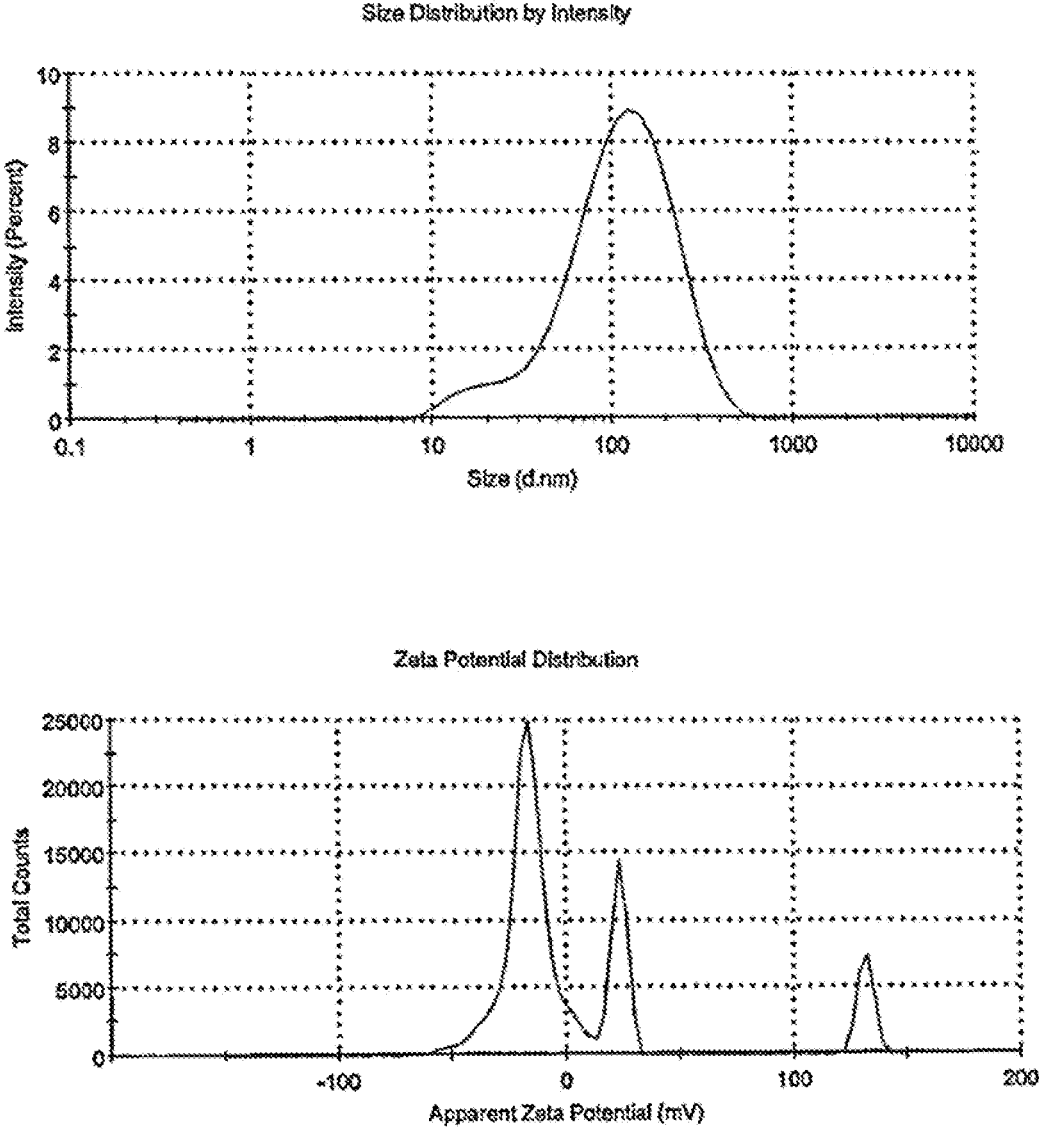 Size Distribution by Intensity
10
8
6
4
2
0
Intensity (Percent)
0.1 1 10 100 1000 10000
Size (d.nm)
Zeta Potential Distribution
25000
20000
15000
10000
5000
0
Total Counts
-100 0 100 200
Apparent Zeta Potential (mV)